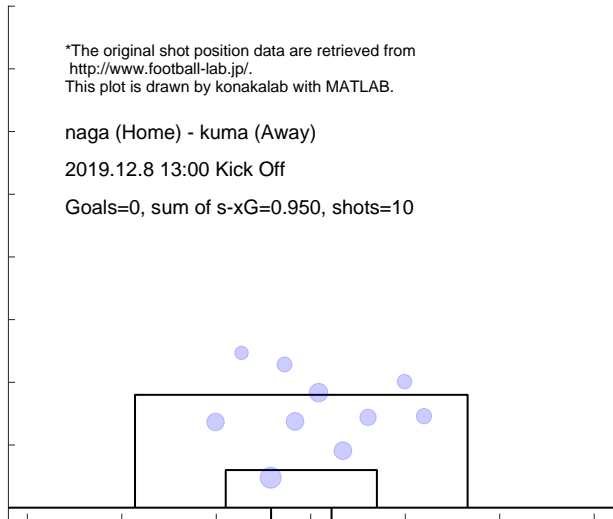 *The original shot position data are retrieved from
http://www.football-lab.jp/.
This plot is drawn by konakalab with MATLAB.
naga (Home) - kuma (Away)
2019.12.8 13:00 Kick Off
Goals=0, sum of s-xG=0.950, shots=10